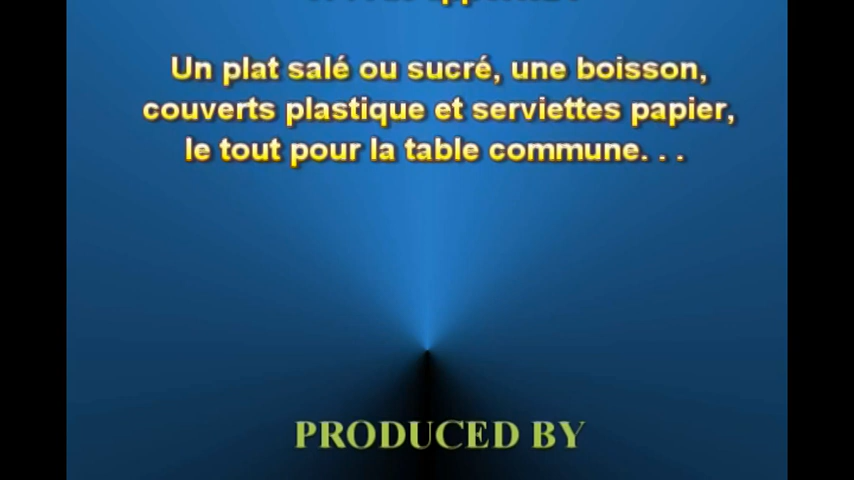 Un plat salé ou sucré, une boisson,
couverts plastique et serviettes papier,
le tout pour la table commune. . .
PRODUCED BY